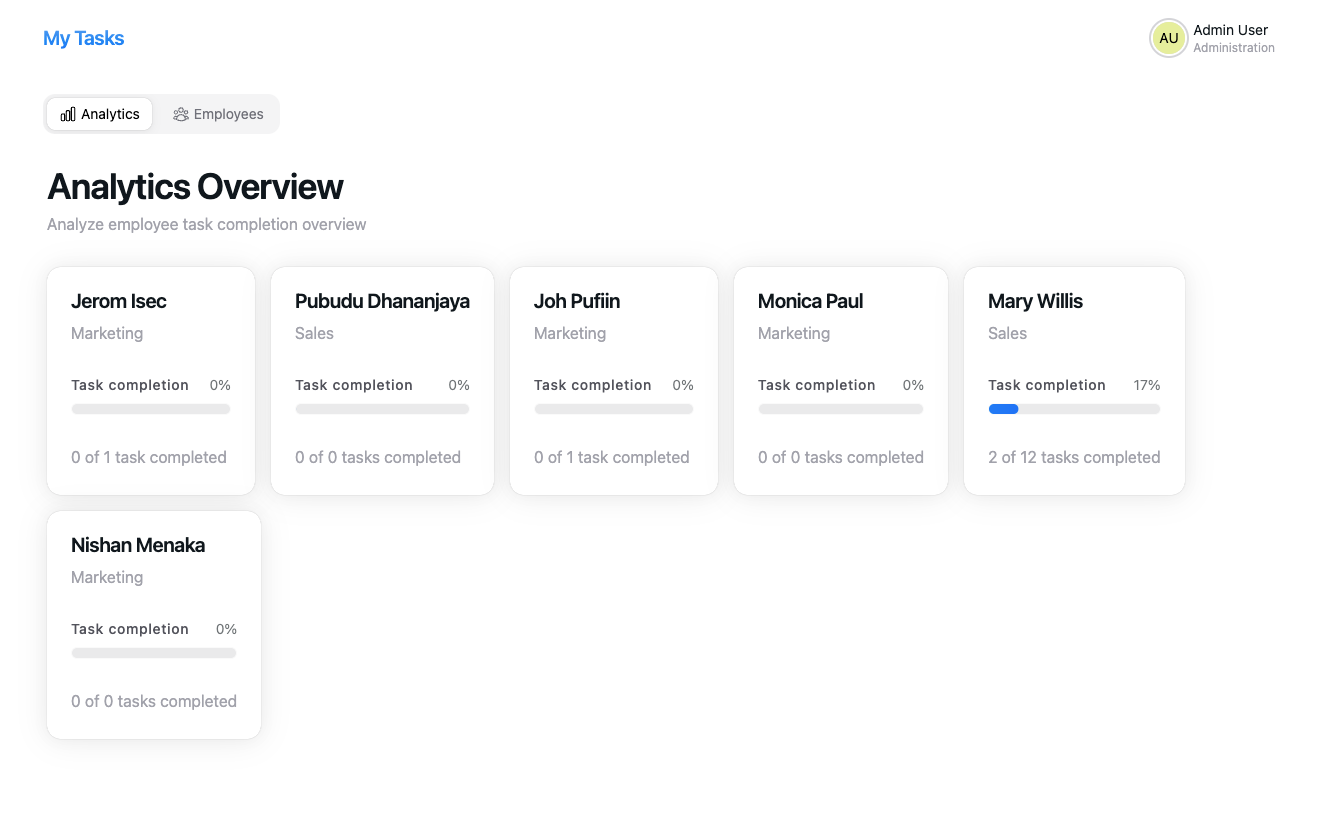 My Tasks
AU
Admin User
Administration
Analytics
Employees
Analytics Overview
Analyze employee task completion overview
Jerom Isec
Marketing
Task completion 0%
0 of 1 task completed
Pubudu Dhananjaya
Sales
Task completion 0%
0 of 0 tasks completed
Joh Pufiin
Marketing
Task completion 0%
0 of 1 task completed
Monica Paul
Marketing
Task completion 0%
0 of 0 tasks completed
Mary Willis
Sales
Task completion 17%
2 of 12 tasks completed
Nishan Menaka
Marketing
Task completion 0%
0 of 0 tasks completed